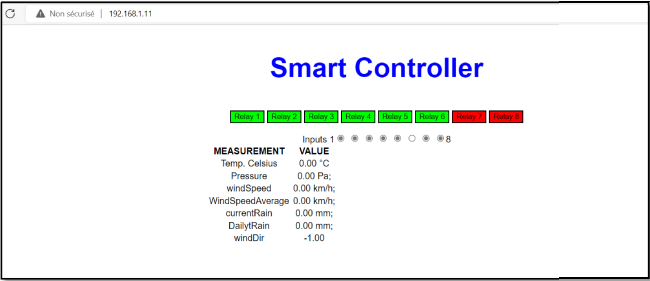 Non sécurisé | 192.168.1.11
Smart Controller
Relay 1 Relay 2 Relay 3 Relay 4 Relay 5 Relay 6 Relay 7 Relay 8
Inputs 1 8
MEASUREMENT VALUE
Temp. Celsius 0.00 °C
Pressure 0.00 Pa;
windSpeed 0.00 km/h;
WindSpeedAverage 0.00 km/h;
currentRain 0.00 mm;
DailytRain 0.00 mm;
windDir -1.00